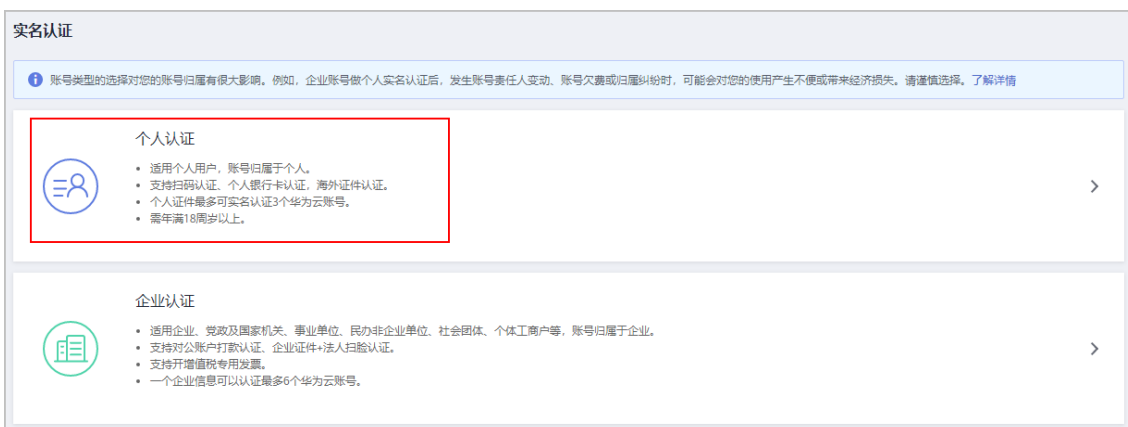 实名认证
账号类型的选择对您的账号归属有很大影响。例如，企业账号做个人实名认证后，发生账号责任人变动、账号欠费或归属纠纷时，可能会对您的使用产生不便或带来经济损失。请谨慎选择。了解详情
个人认证
• 适用个人用户，账号归属于个人。
• 支持扫码认证、个人银行卡认证，海外证件认证。
• 个人证件最多可实名认证3个华为云账号。
• 需年满18周岁以上。
企业认证
• 适用企业、党政及国家机关、事业单位、民办非企业单位、社会团体、个体工商户等，账号归属于企业。
• 支持对公账户打款认证、企业证件+法人扫脸认证。
• 支持开增值税专用发票。
• 一个企业信息可以认证最多6个华为云账号。